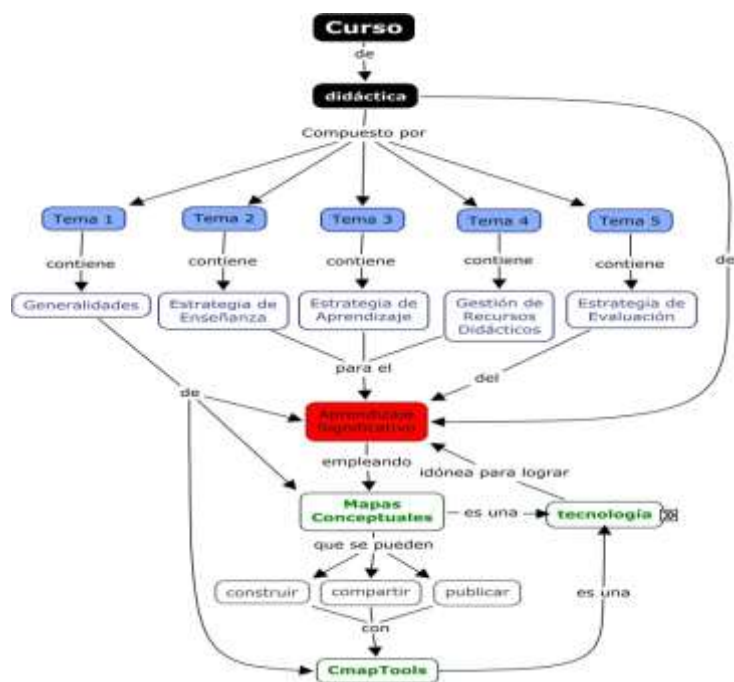 Curso
de
didáctica
Compuesto por
Tema 1
Tema 2
Tema 3
Tema 4
Tema 5
de
contiene
contiene
contiene
contiene
contiene
Generalidades
Estrategia de
Enseñanza
Estrategia de
Aprendizaje
Gestión de
Recursos
Didácticos
Estrategia de
Evaluación
para el
del
de
Aprendizaje
Significativo
empleando
idónea para lograr
Mapas
Conceptuales
es una
tecnología
que se pueden
construir
compartir
publicar
es una
con
CmapTools